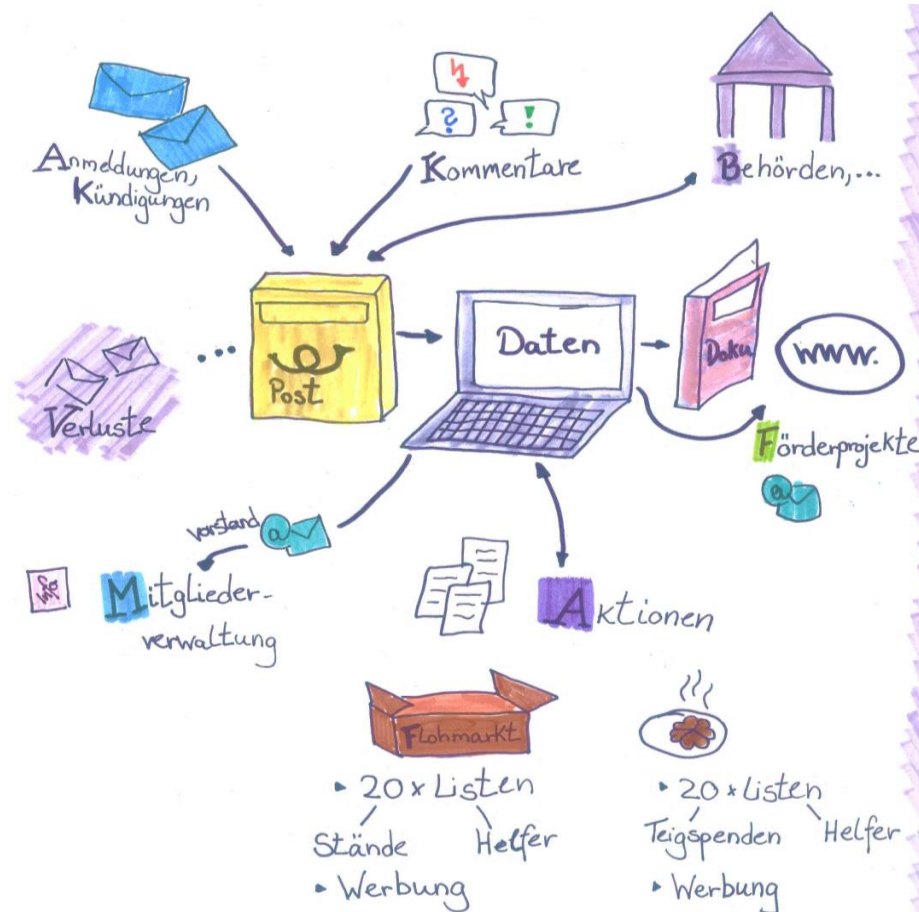 Anmeldungen,
Kündigungen
?
!
Kommentare
Behörden,...
Verluste
...
Post
Daten
Doku
www.
Förderprojekte
@
vorstand @
Info
Mitglieder-
verwaltung
Aktionen
Flohmarkt
• 20 x Listen
Stände Helfer
• Werbung
• 20 x Listen
Teigspenden Helfer
• Werbung